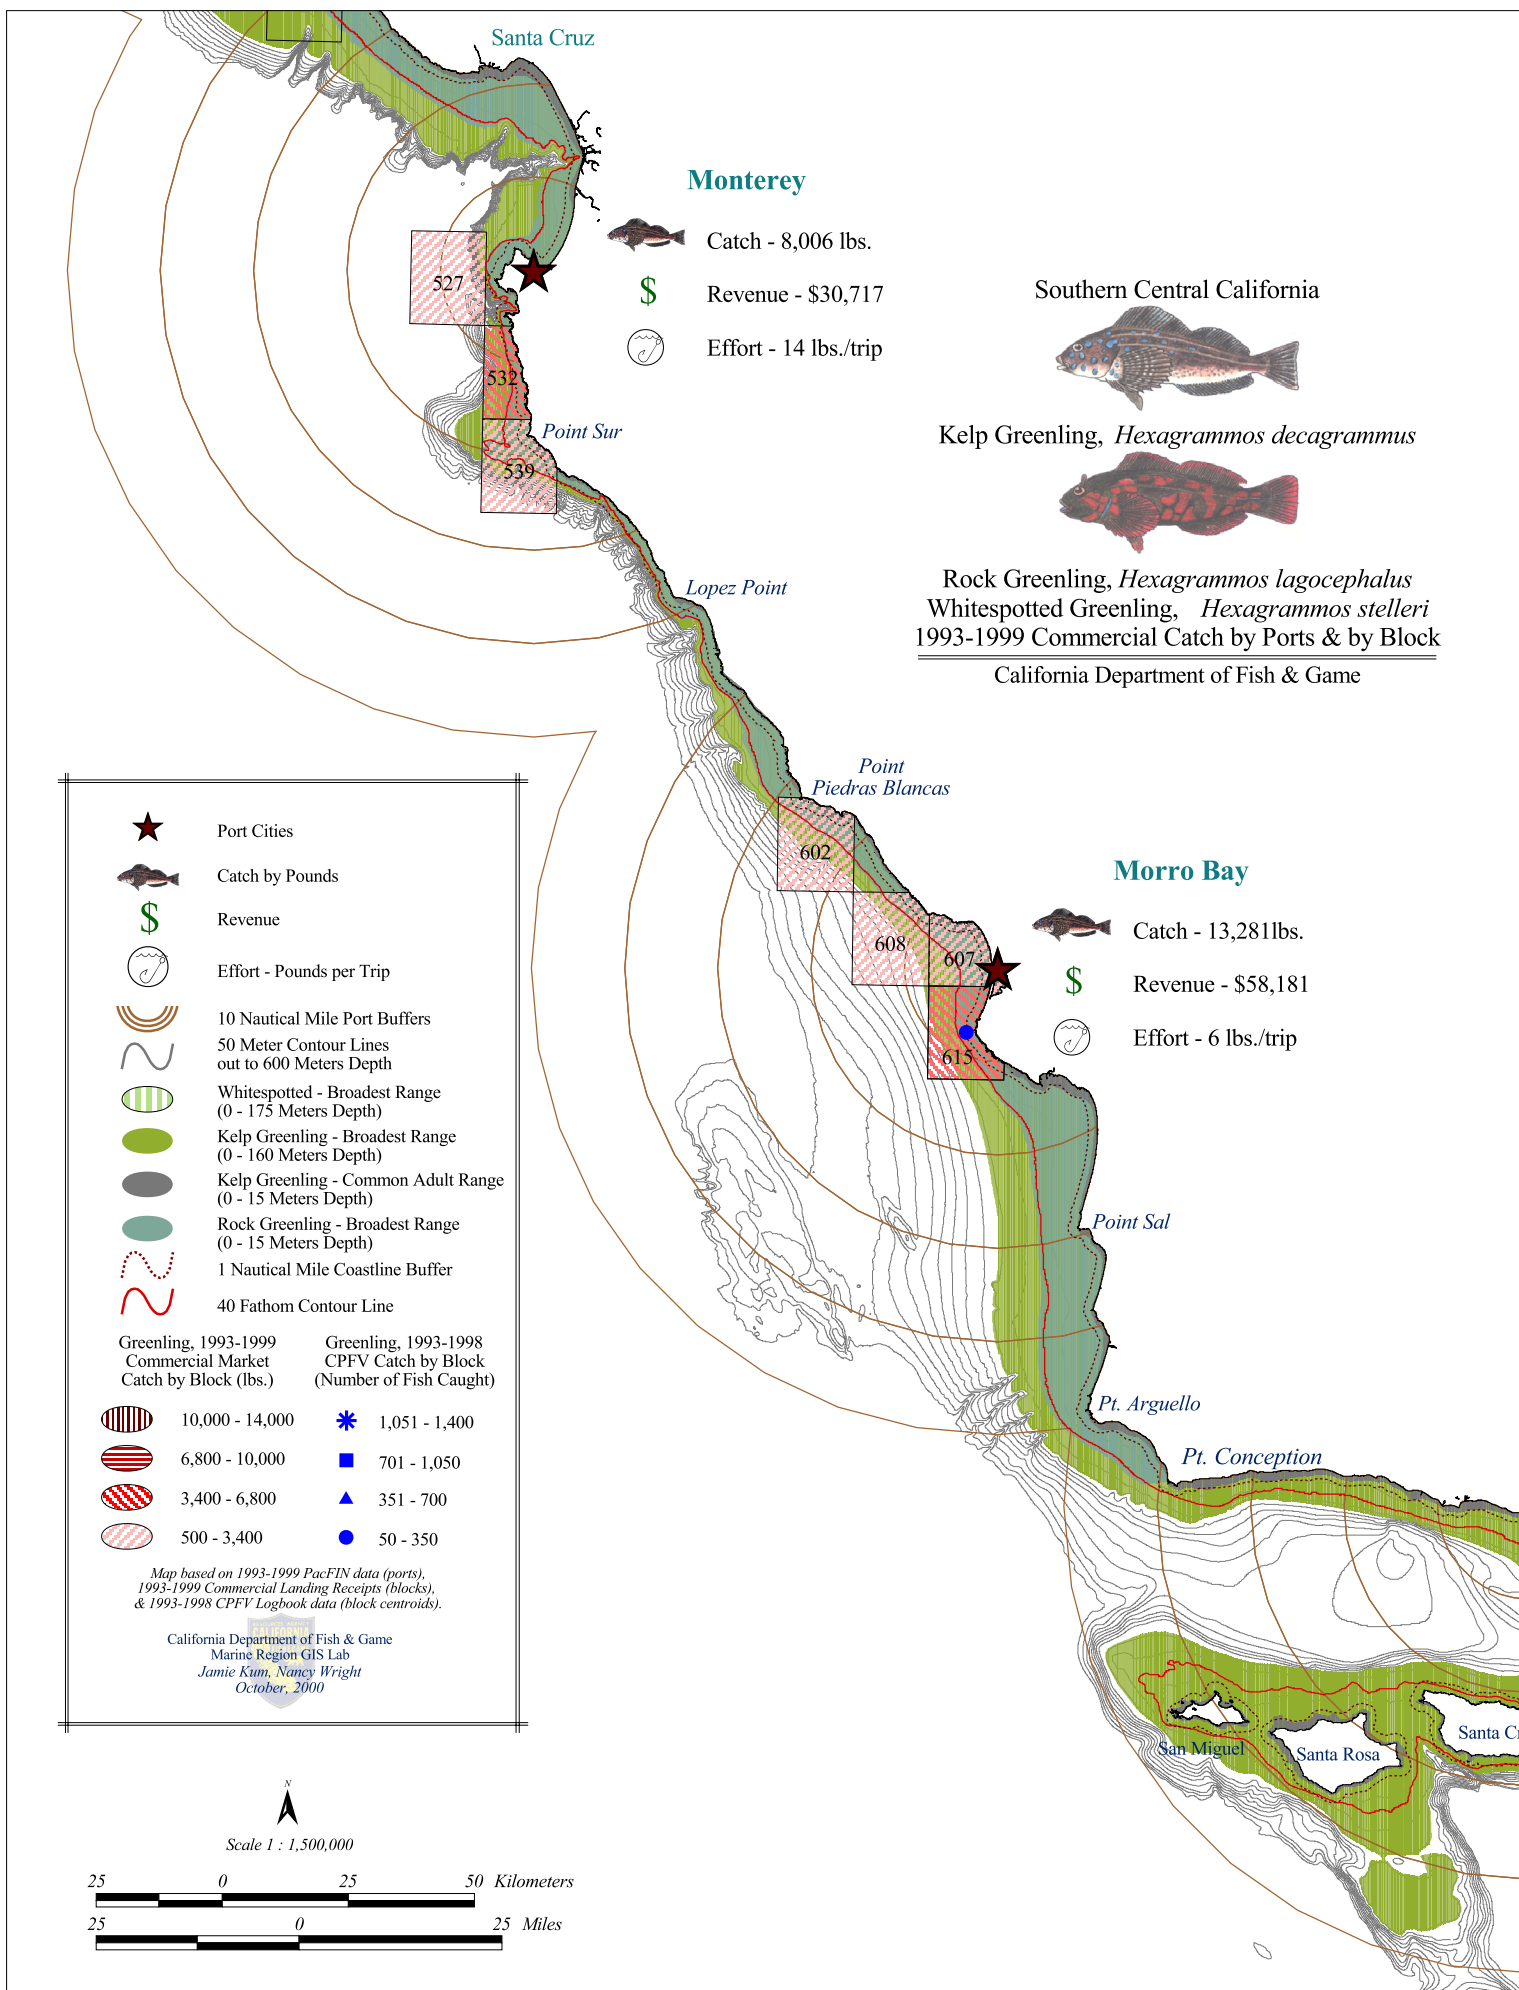 Santa Cruz
Monterey
Catch - 8,006 lbs.
$ Revenue - $30,717
Effort - 14 lbs./trip
527
532
539
Point Sur
Southern Central California
Kelp Greenling, Hexagrammos decagrammus
Rock Greenling, Hexagrammos lagocephalus
Whitespotted Greenling, Hexagrammos stelleri
1993-1999 Commercial Catch by Ports & by Block
California Department of Fish & Game
Lopez Point
Point
Piedras Blancas
602
608
607
615
Morro Bay
Catch - 13,281lbs.
$ Revenue - $58,181
Effort - 6 lbs./trip
Point Sal
Pt. Arguello
Pt. Conception
San Miguel
Santa Rosa
Santa Cr
Port Cities
Catch by Pounds
$ Revenue
Effort - Pounds per Trip
10 Nautical Mile Port Buffers
50 Meter Contour Lines
out to 600 Meters Depth
Whitespotted - Broadest Range
(0 - 175 Meters Depth)
Kelp Greenling - Broadest Range
(0 - 160 Meters Depth)
Kelp Greenling - Common Adult Range
(0 - 15 Meters Depth)
Rock Greenling - Broadest Range
(0 - 15 Meters Depth)
1 Nautical Mile Coastline Buffer
40 Fathom Contour Line
Greenling, 1993-1999
Commercial Market
Catch by Block (lbs.)
10,000 - 14,000
6,800 - 10,000
3,400 - 6,800
500 - 3,400
Greenling, 1993-1998
CPFV Catch by Block
(Number of Fish Caught)
1,051 - 1,400
701 - 1,050
351 - 700
50 - 350
Map based on 1993-1999 PacFIN data (ports),
1993-1999 Commercial Landing Receipts (blocks),
& 1993-1998 CPFV Logbook data (block centroids).
CALIFORNIA
California Department of Fish & Game
Marine Region GIS Lab
Jamie Kum, Nancy Wright
October, 2000
N
Scale 1 : 1,500,000
25 0 25 50 Kilometers
25 0 25 Miles